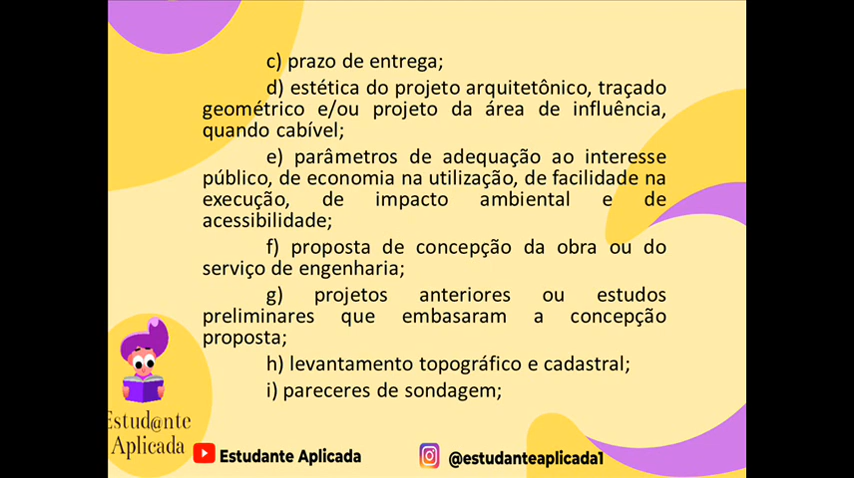 c) prazo de entrega;
d) estética do projeto arquitetônico, traçado
geométrico e/ou projeto da área de influência,
quando cabível;
e) parâmetros de adequação ao interesse
público, de economia na utilização, de facilidade na
execução, de impacto ambiental e de
acessibilidade;
f) proposta de concepção da obra ou do
serviço de engenharia;
g) projetos anteriores ou estudos
preliminares que embasaram a concepção
proposta;
h) levantamento topográfico e cadastral;
i) pareceres de sondagem;
Estud@nte
Aplicada
Estudante Aplicada
@estudanteaplicada1